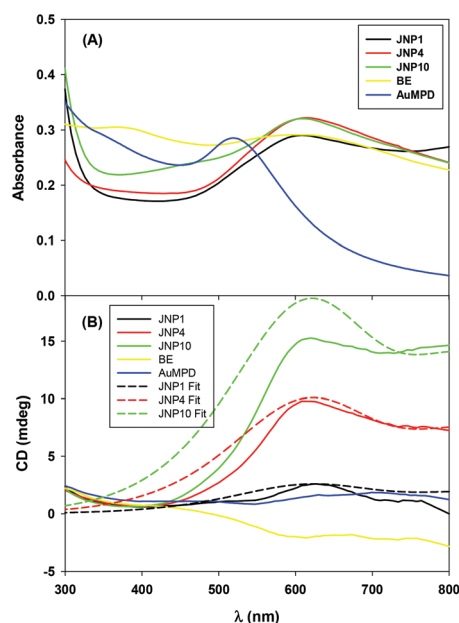 (A)
JNP1
JNP4
JNP10
BE
AuMPD
0.5
0.4
0.3
0.2
0.1
0.0
Absorbance
(B)
JNP1
JNP4
JNP10
BE
AuMPD
JNP1 Fit
JNP4 Fit
JNP10 Fit
15
10
5
0
-5
CD (mdeg)
300 400 500 600 700 800
λ (nm)